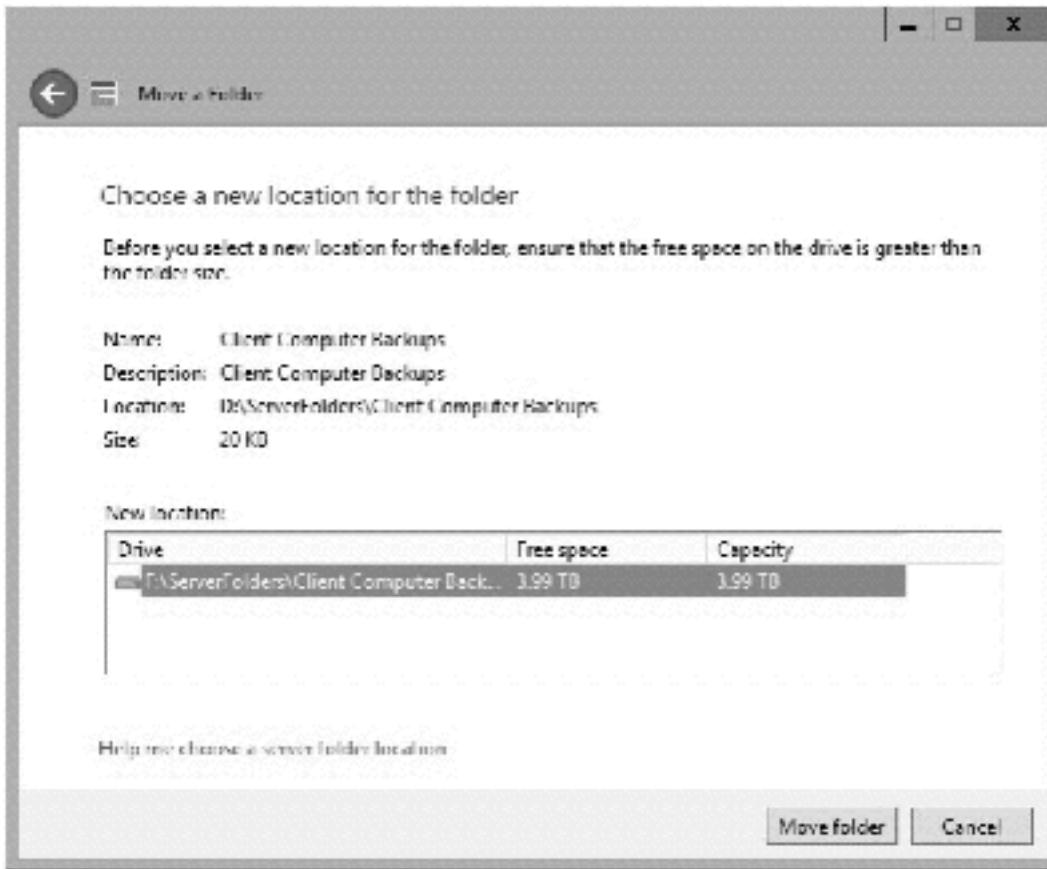 Move a Folder
Choose a new location for the folder
Before you select a new location for the folder, ensure that the free space on the drive is greater than
the folder size.
Name: Client Computer Backups
Description: Client Computer Backups
Location: D:\ServerFolders\Client Computer Backups
Size: 20 KB
New location:
Drive Free space Capacity
F:\ServerFolders\Client Computer Back... 3.99 TB 3.99 TB
Help me choose a server folder location
Move folder Cancel